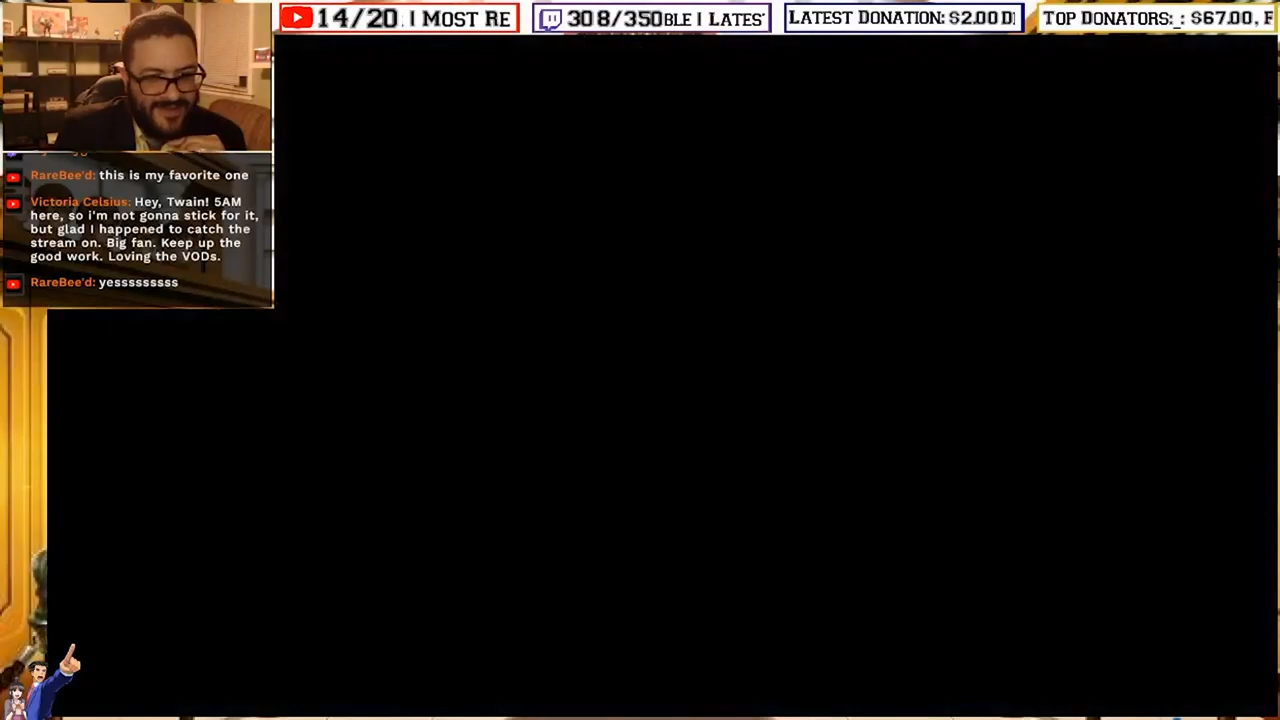 14/20 | MOST RE
308/350BLE | LATES
LATEST DONATION: $2.00 D
TOP DONATORS: _: $67.00, F
RareBee'd: this is my favorite one
Victoria Celsius: Hey, Twain! 5AM
here, so i'm not gonna stick for it,
but glad I happened to catch the
stream on. Big fan. Keep up the
good work. Loving the VODs.
RareBee'd: yesssssssss